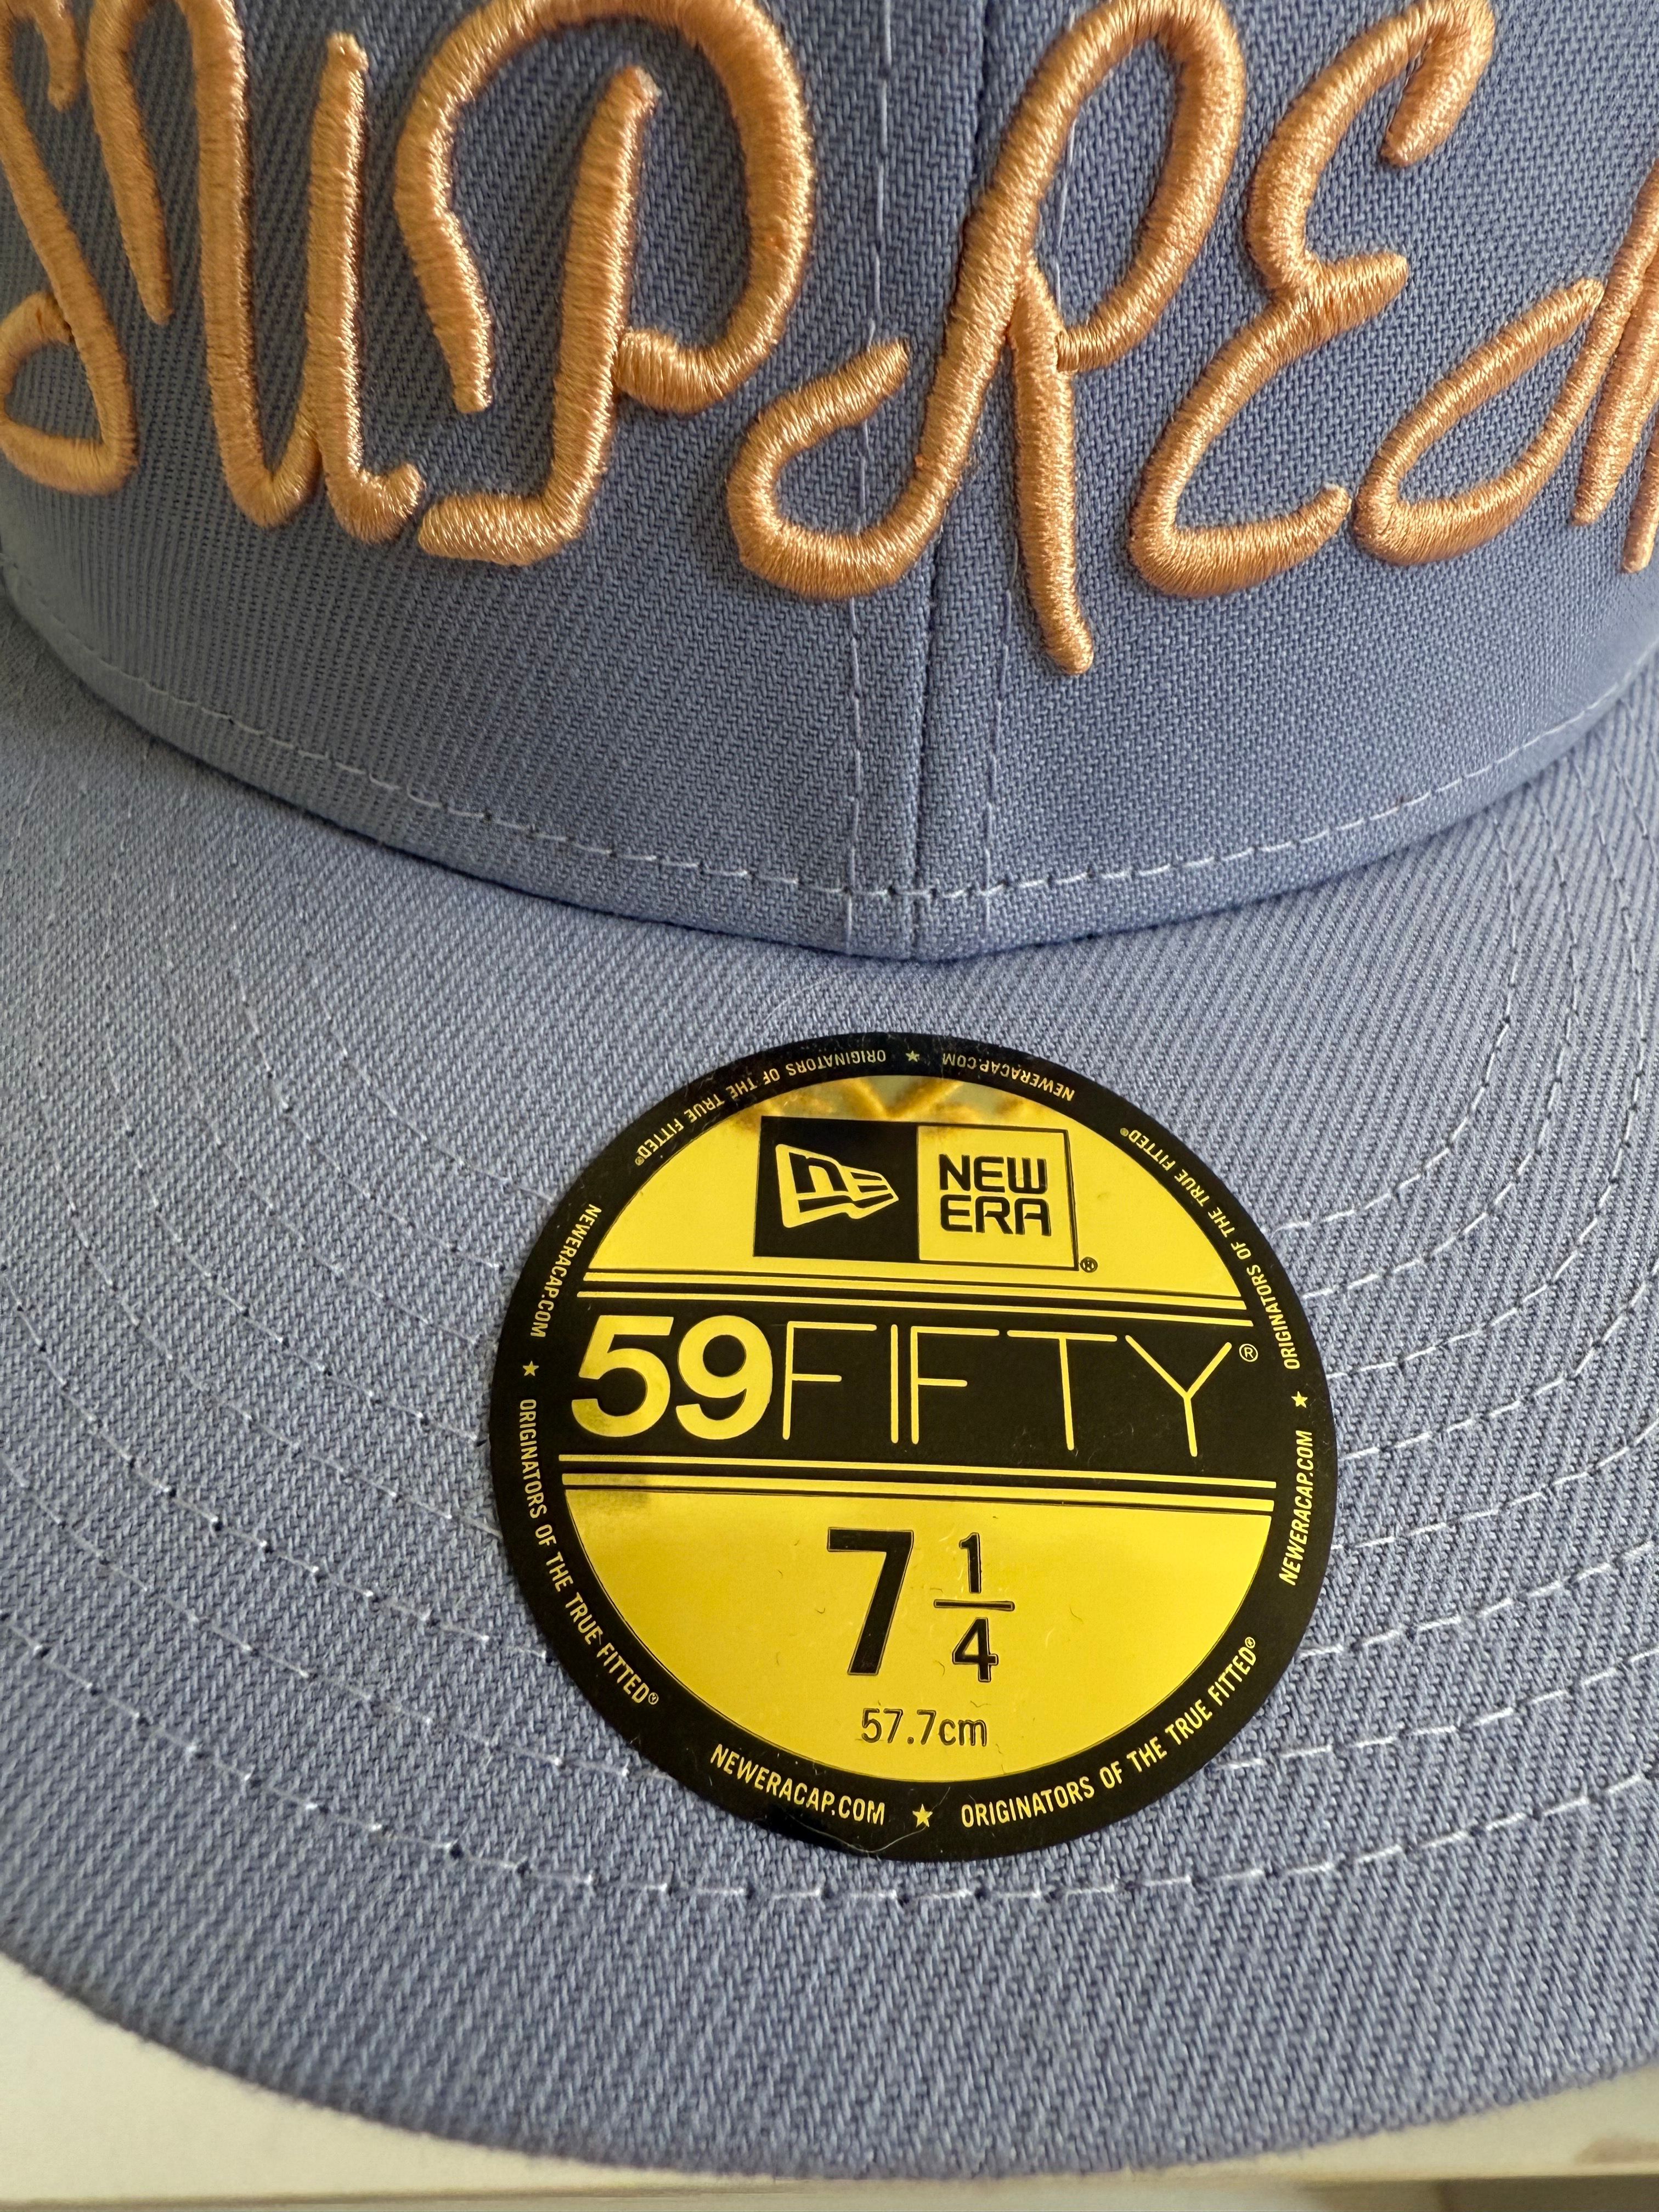 SUPREM
NEW
ERA®
59FIFTY®
7 1/4
57.7cm
NEWERACAP.COM ★ ORIGINATORS OF THE TRUE FITTED®
NEWERACAP.COM ★ ORIGINATORS OF THE TRUE FITTED®
NEWERACAP.COM ★ ORIGINATORS OF THE TRUE FITTED®
NEWERACAP.COM ★ ORIGINATORS OF THE TRUE FITTED®